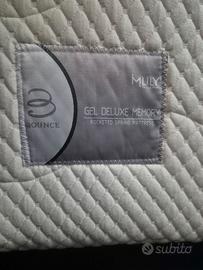 MLILY
BOUNCE
GEL DELUXE MEMORY
POCKETED SPRING MATTRESS
subito